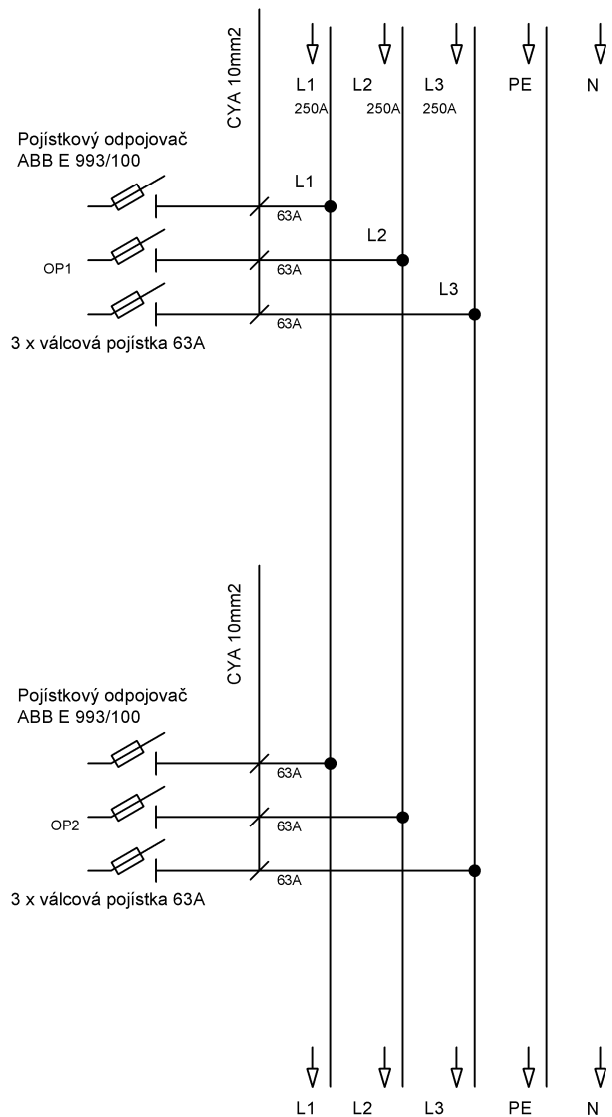 CYA 10mm2
L1 L2 L3 PE N
250A 250A 250A
Pojístkový odpojovač
ABB E 993/100
L1
63A
L2
OP1
63A
L3
63A
3 x válcová pojístka 63A
CYA 10mm2
Pojístkový odpojovač
ABB E 993/100
63A
OP2
63A
63A
3 x válcová pojístka 63A
L1 L2 L3 PE N